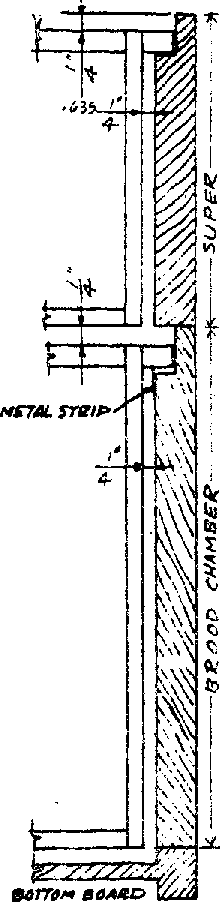 1"
4
.635 1"
4
SUPER
1"
4
METAL STRIP
1"
4
BROOD CHAMBER
BOTTOM BOARD